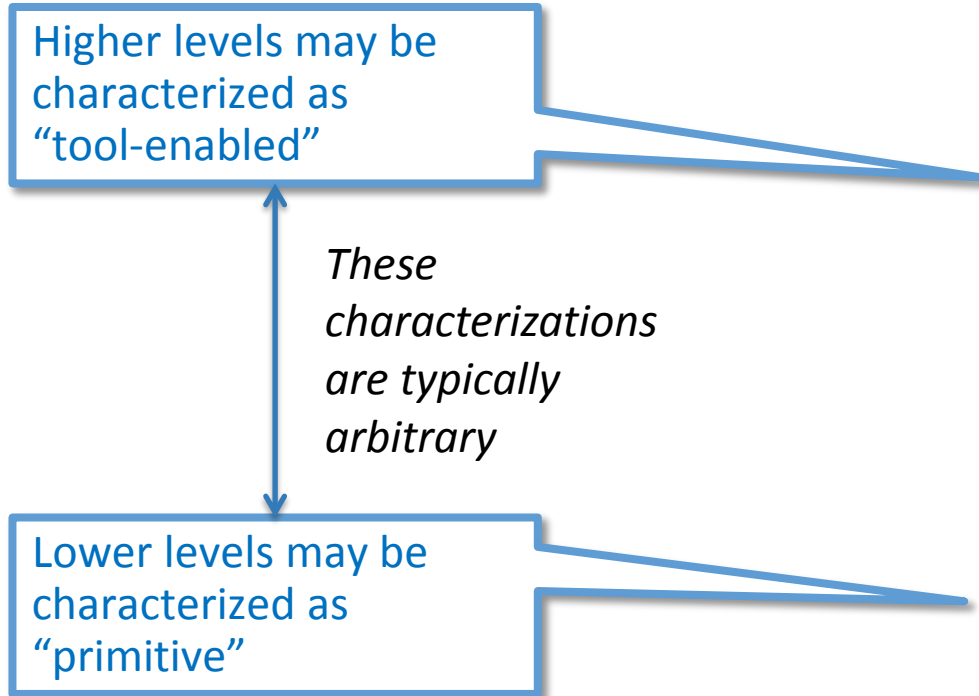 Higher levels may be
characterized as
“tool-enabled”
These
characterizations
are typically
arbitrary
Lower levels may be
characterized as
“primitive”